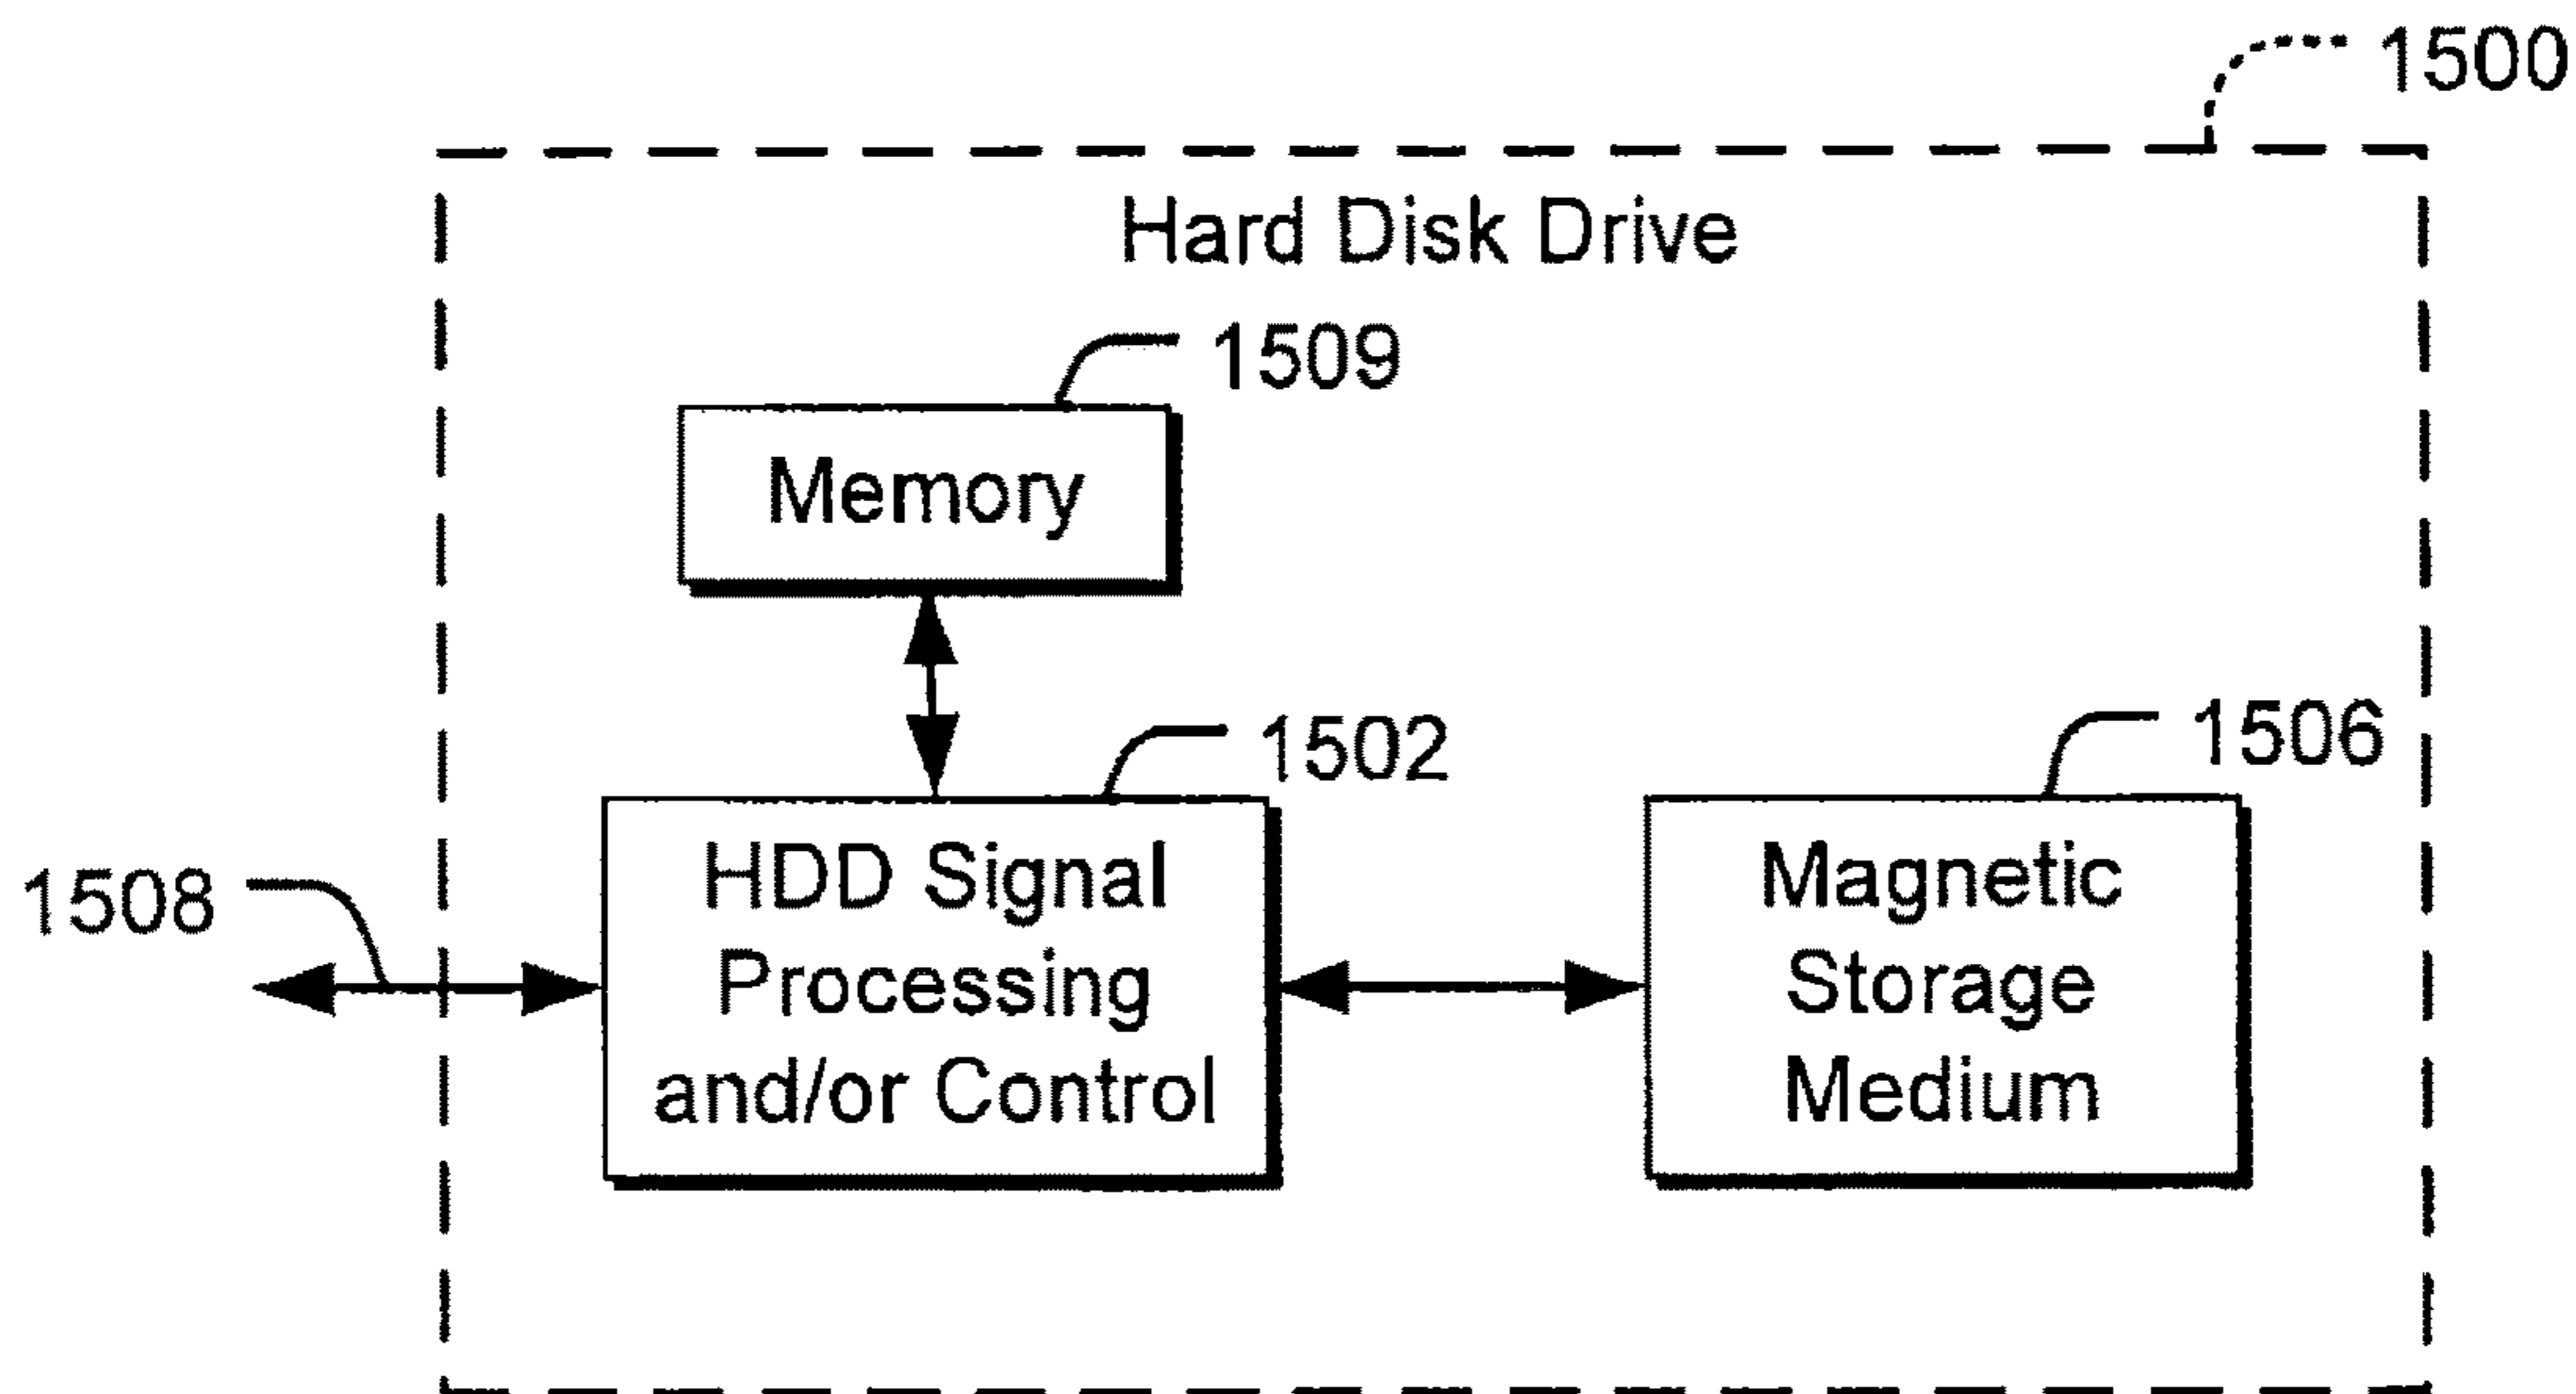 1500
Hard Disk Drive
1509
Memory
1502
1506
1508
HDD Signal
Processing
and/or Control
Magnetic
Storage
Medium